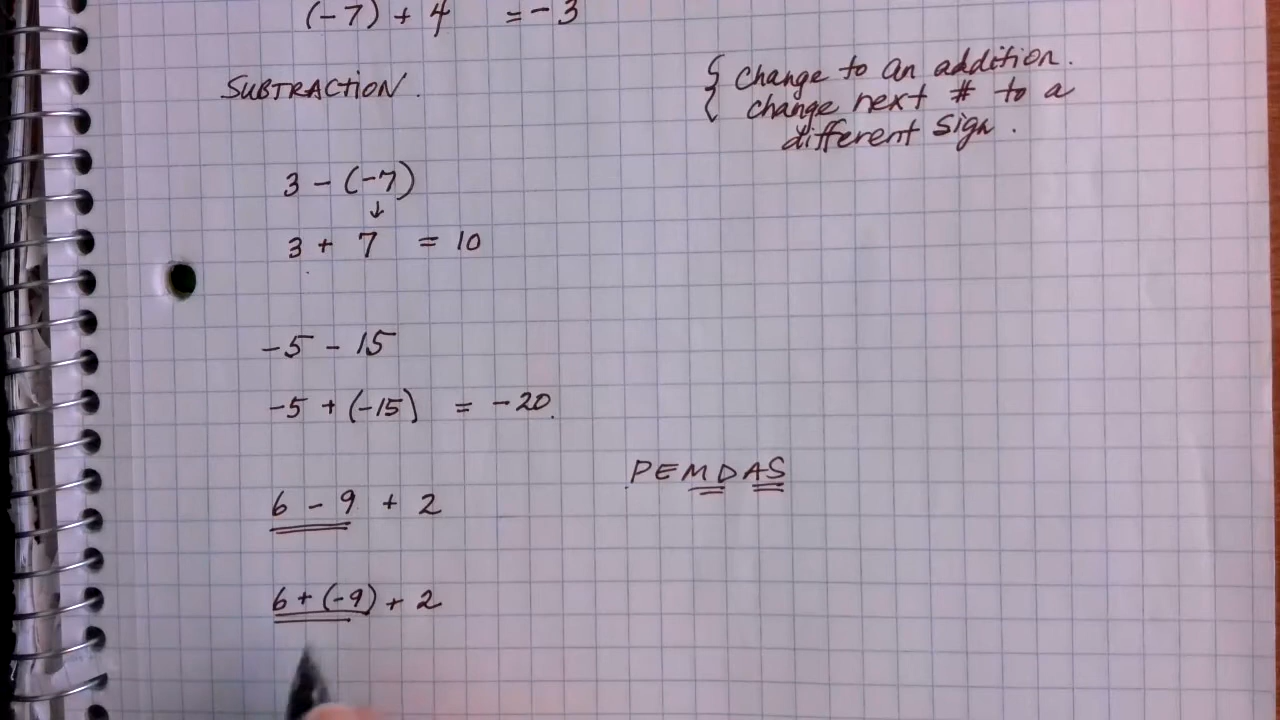 (-7) + 4 = -3
SUBTRACTION.
{ Change to an addition.
change next # to a
different sign.
3 - (-7)
↓
3 + 7 = 10
-5 - 15
-5 + (-15) = -20.
PEMDAS
6 - 9 + 2
6 + (-9) + 2